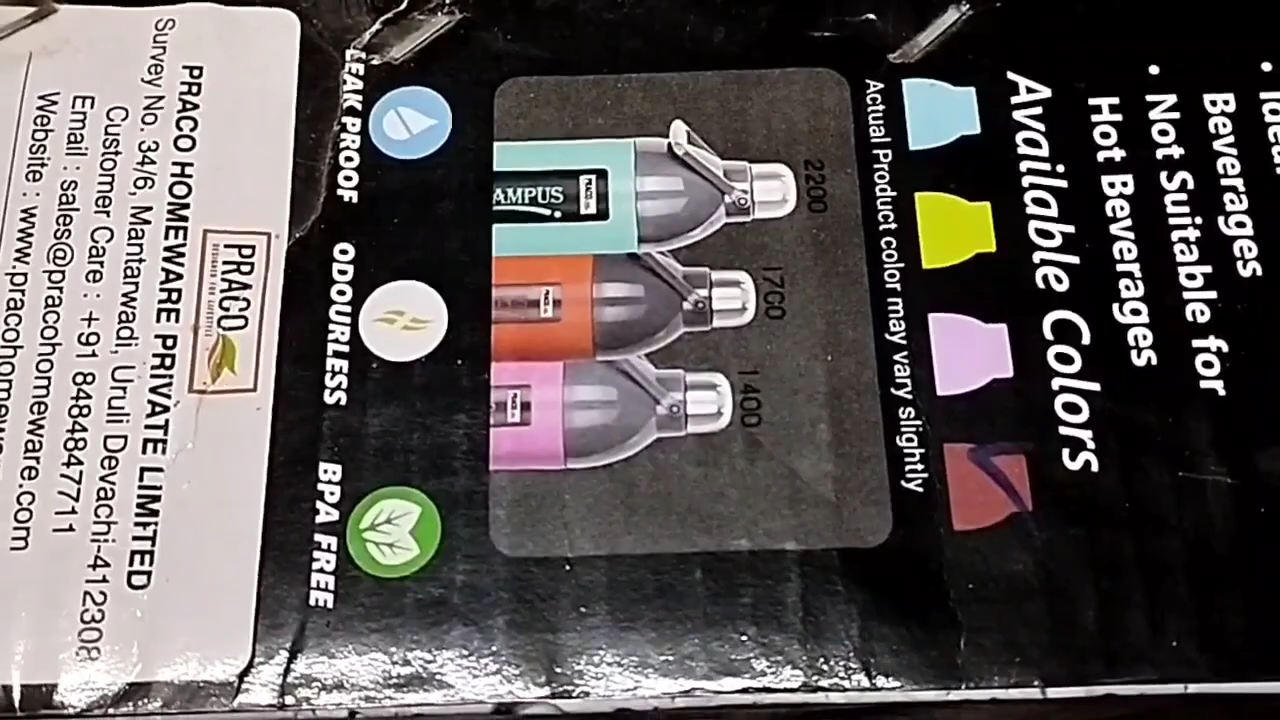 Beverages
• Not Suitable for
Hot Beverages
Available Colors
Actual Product color may vary slightly
2200
1700
1400
AMPUS
PRACO
LEAK PROOF
ODOURLESS
BPA FREE
PRACO
DESIGNED FOR LIFESTYLE
PRACO HOMEWARE PRIVATE LIMITED
Survey No. 34/6, Mantarwadi, Uruli Devachi-412308
Customer Care : +91 8484847711
Email : sales@pracohomeware.com
Website : www.pracohomeware.com